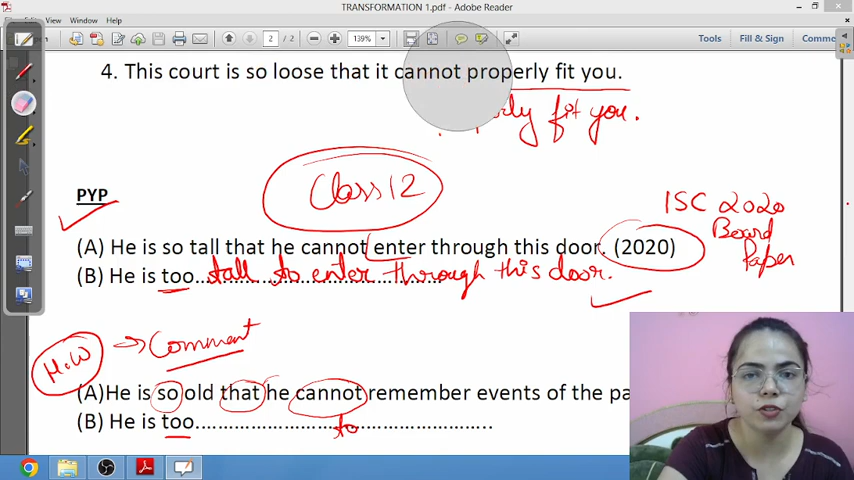 TRANSFORMATION 1.pdf - Adobe Reader
Edit View Window Help
2 / 2 139% Tools Fill & Sign Comme
4. This court is so loose that it cannot properly fit you.
fit you.
Class 12
PYP
ISC 2020
Board
Paper
(A) He is so tall that he cannot enter through this door. (2020)
(B) He is too tall to enter through this door.
H.W → Comment
(A)He is so old that he cannot remember events of the pa
(B) He is too..................to..................